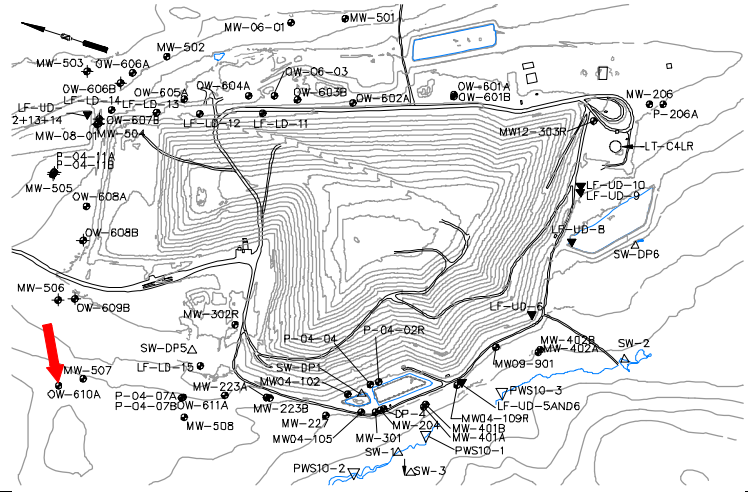 MW-501
MW-06-01
MW-502
MW-503
OW-606A
OW-606B
OW-605A
OW-604A
OW-06-03
OW-603B
OW-602A
OW-601A
OW-601B
MW-206
P-206A
LF-UD
2+13+14
LF-LD-14
LF-LD-13
OW-607B
LF-LD-12
LF-LD-11
MW-08-01
MW-504
MW12-303R
LT-C4LR
P-04-11A
P-04-11B
MW-505
LF-UD-10
LF-UD-9
OW-608A
OW-608B
LF-UD-8
SW-DP6
MW-506
OW-609B
MW-302R
LF-UD-6
P-04-04
P-04-02R
MW-402B
MW-402A
SW-2
SW-DP5
LF-LD-15
SW-DP1
MW04-102
MW09-901
MW-507
OW-610A
MW-223A
P-04-07A
P-04-07B
OW-611A
MW-223B
MW-508
MW-227
MW04-105
MW-301
DP-4
MW-204
MW-401B
MW-401A
MW04-109R
LF-UD-5AND6
PWS10-3
PWS10-1
SW-1
SW-3
PWS10-2